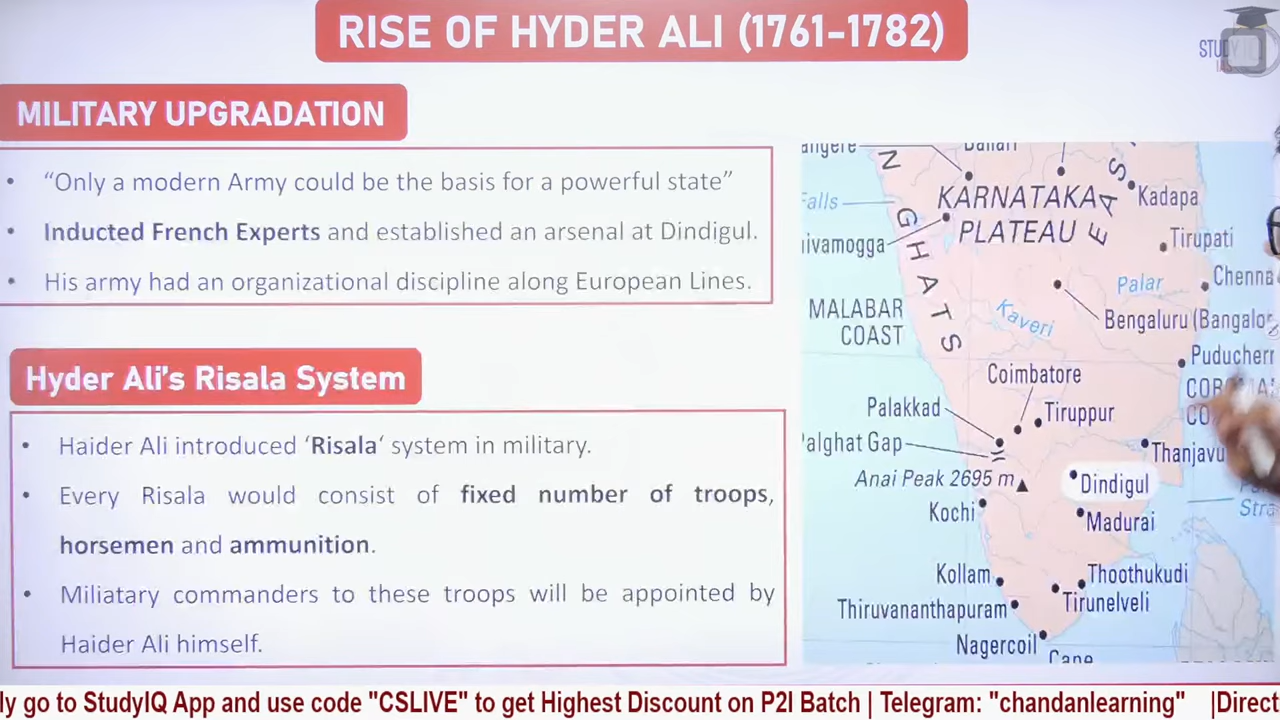 RISE OF HYDER ALI (1761-1782)
STUDY IQ
IAS
MILITARY UPGRADATION
• “Only a modern Army could be the basis for a powerful state”
• Inducted French Experts and established an arsenal at Dindigul.
• His army had an organizational discipline along European Lines.
Hyder Ali's Risala System
• Haider Ali introduced ‘Risala‘ system in military.
• Every Risala would consist of fixed number of troops,
horsemen and ammunition.
• Miliatary commanders to these troops will be appointed by
Haider Ali himself.
N GHATS
KARNATAKA
PLATEAU
E A S
Kadapa
Falls
Tirupati
Palar
MALABAR
COAST
Kaveri
Bengaluru
Coimbatore
Palakkad
Tiruppur
Gap
Anai Peak 2695 m
Dindigul
Kochi
Madurai
Kollam
Thoothukudi
Thiruvananthapuram
Tirunelveli
Nagercoil
Cape
ly go to StudyIQ App and use code "CSLIVE" to get Highest Discount on P2I Batch | Telegram: "chandanlearning" |Direct